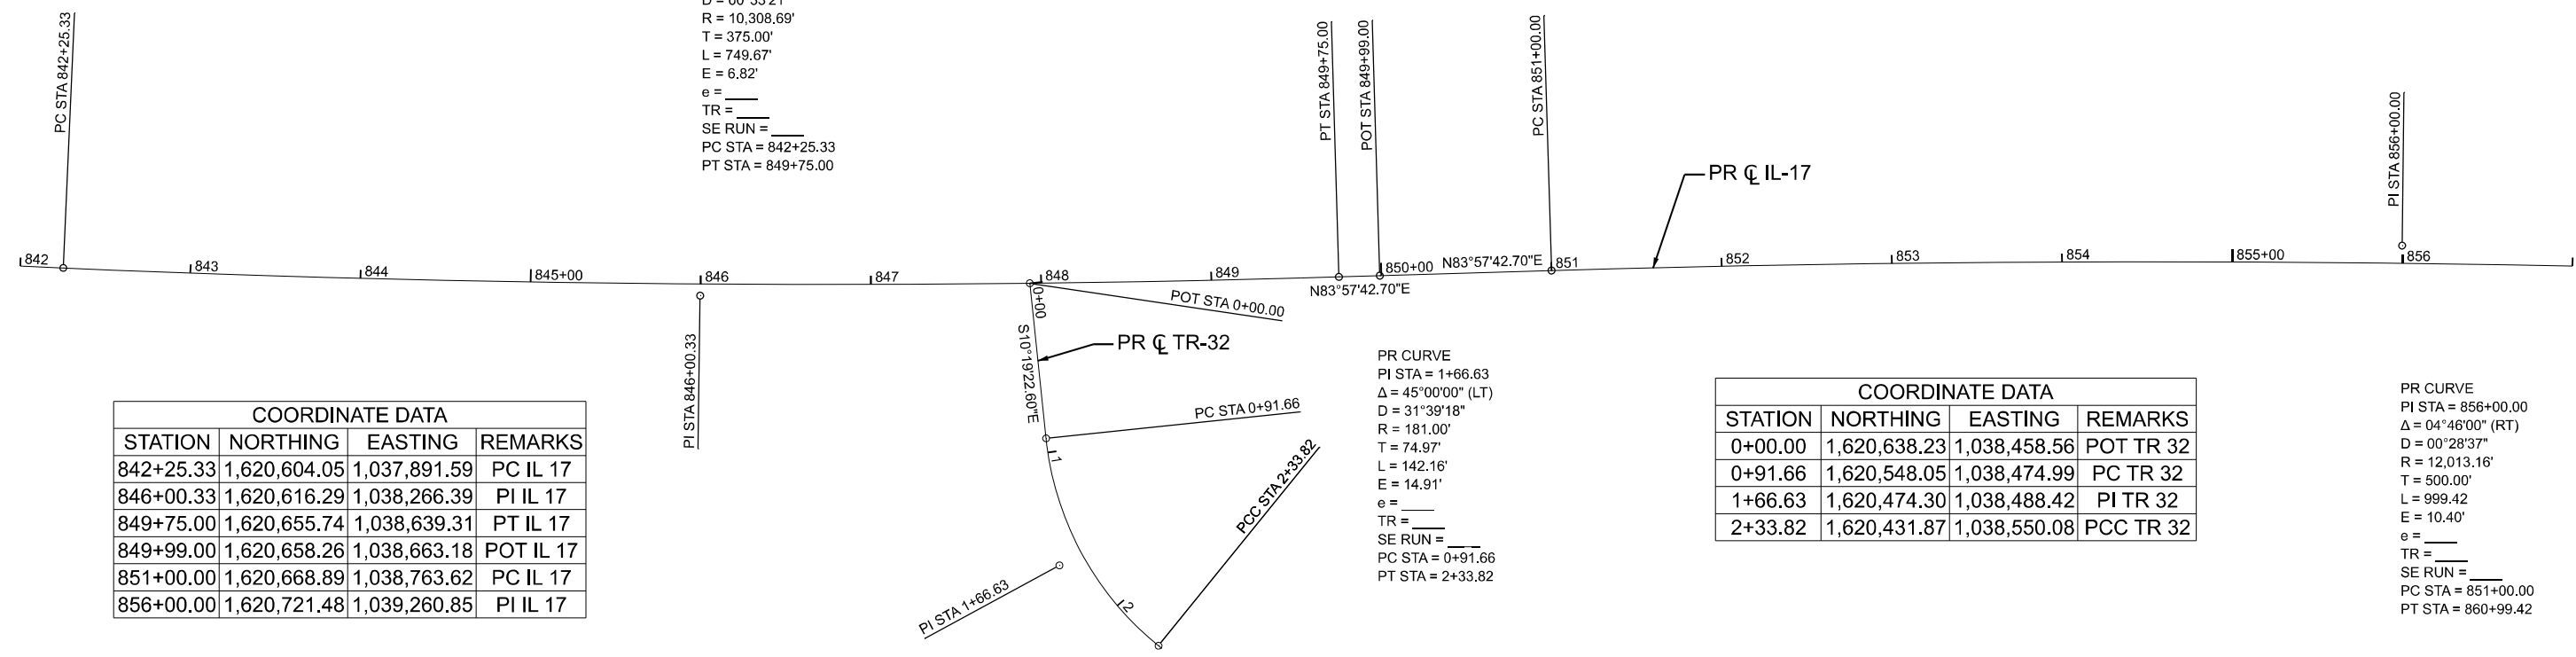 D = 00°33'21"
R = 10,308.69'
T = 375.00'
L = 749.67'
E = 6.82'
e = ____
TR = ____
SE RUN = ____
PC STA = 842+25.33
PT STA = 849+75.00
PC STA 842+25.33
PT STA 849+75.00
POT STA 849+99.00
PC STA 851+00.00
PI STA 856+00.00
PR ℄ IL-17
842
843
844
845+00
846
847
848
849
850+00
N83°57'42.70"E
851
852
853
854
855+00
856
N83°57'42.70"E
0+00
POT STA 0+00.00
S10°19'22.60"E
PR ℄ TR-32
PI STA 846+00.33
PC STA 0+91.66
1
PCC STA 2+33.82
PI STA 1+66.63
2
COORDINATE DATA
STATION NORTHING EASTING REMARKS
842+25.33 1,620,604.05 1,037,891.59 PC IL 17
846+00.33 1,620,616.29 1,038,266.39 PI IL 17
849+75.00 1,620,655.74 1,038,639.31 PT IL 17
849+99.00 1,620,658.26 1,038,663.18 POT IL 17
851+00.00 1,620,668.89 1,038,763.62 PC IL 17
856+00.00 1,620,721.48 1,039,260.85 PI IL 17
PR CURVE
PI STA = 1+66.63
Δ = 45°00'00" (LT)
D = 31°39'18"
R = 181.00'
T = 74.97'
L = 142.16'
E = 14.91'
e = ____
TR = ____
SE RUN = ____
PC STA = 0+91.66
PT STA = 2+33.82
COORDINATE DATA
STATION NORTHING EASTING REMARKS
0+00.00 1,620,638.23 1,038,458.56 POT TR 32
0+91.66 1,620,548.05 1,038,474.99 PC TR 32
1+66.63 1,620,474.30 1,038,488.42 PI TR 32
2+33.82 1,620,431.87 1,038,550.08 PCC TR 32
PR CURVE
PI STA = 856+00.00
Δ = 04°46'00" (RT)
D = 00°28'37"
R = 12,013.16'
T = 500.00'
L = 999.42
E = 10.40'
e = ____
TR = ____
SE RUN = ____
PC STA = 851+00.00
PT STA = 860+99.42